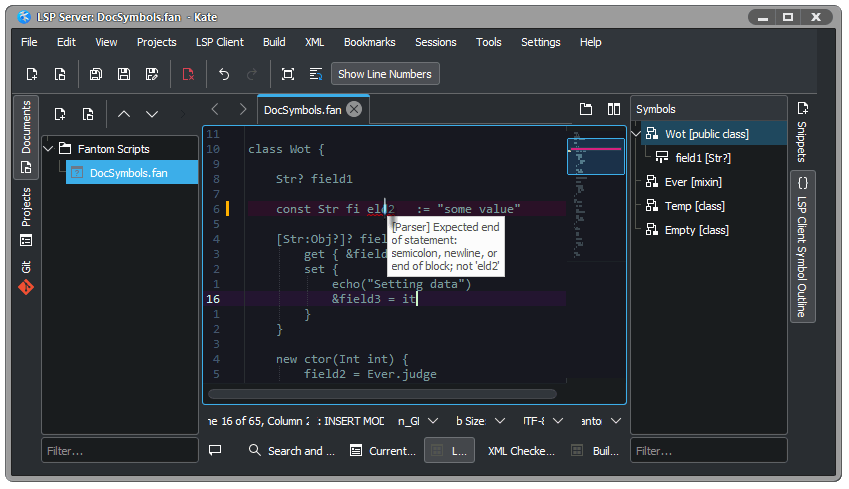 LSP Server: DocSymbols.fan - Kate
File Edit View Projects LSP Client Build XML Bookmarks Sessions Tools Settings Help
Show Line Numbers
Documents
Projects
Git
Fantom Scripts
DocSymbols.fan
Filter...
DocSymbols.fan
11
10 class Wot {
9
8 Str? field1
7
6 const Str fi eld2 := "some value"
5
4 [Str:Obj?]? fiel
3 get { &field
2 set {
1 echo("Setting data")
16 &field3 = it
1 }
2 }
3
4 new ctor(Int int) {
5 field2 = Ever.judge
[Parser] Expected end
of statement:
semicolon, newline, or
end of block; not 'eld2'
ne 16 of 65, Column 2 : INSERT MOD n_GI b Size: TF-8 anto
Search and ... Current... L... XML Checke... Buil...
Symbols
Wot [public class]
field1 [Str?]
Ever [mixin]
Temp [class]
Empty [class]
Filter...
Snippets
{} LSP Client Symbol Outline